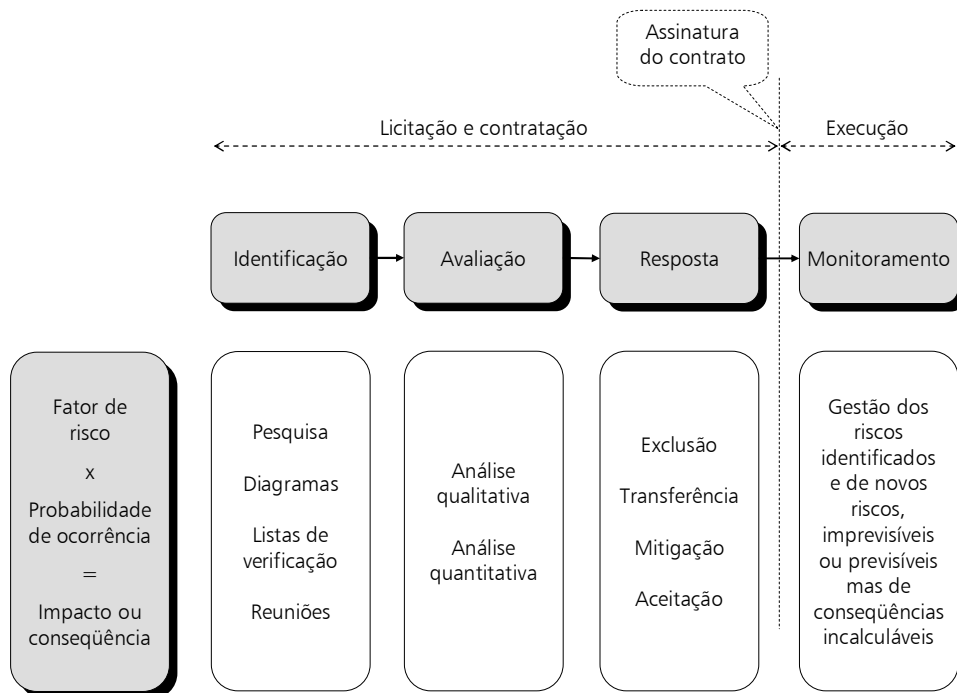 Assinatura
do contrato
Licitação e contratação
Execução
Identificação
Avaliação
Resposta
Monitoramento
Fator de
risco
x
Probabilidade
de ocorrência
=
Impacto ou
conseqüência
Pesquisa
Diagramas
Listas de
verificação
Reuniões
Análise
qualitativa
Análise
quantitativa
Exclusão
Transferência
Mitigação
Aceitação
Gestão dos
riscos
identificados
e de novos
riscos,
imprevisíveis
ou previsíveis
mas de
conseqüências
incalculáveis